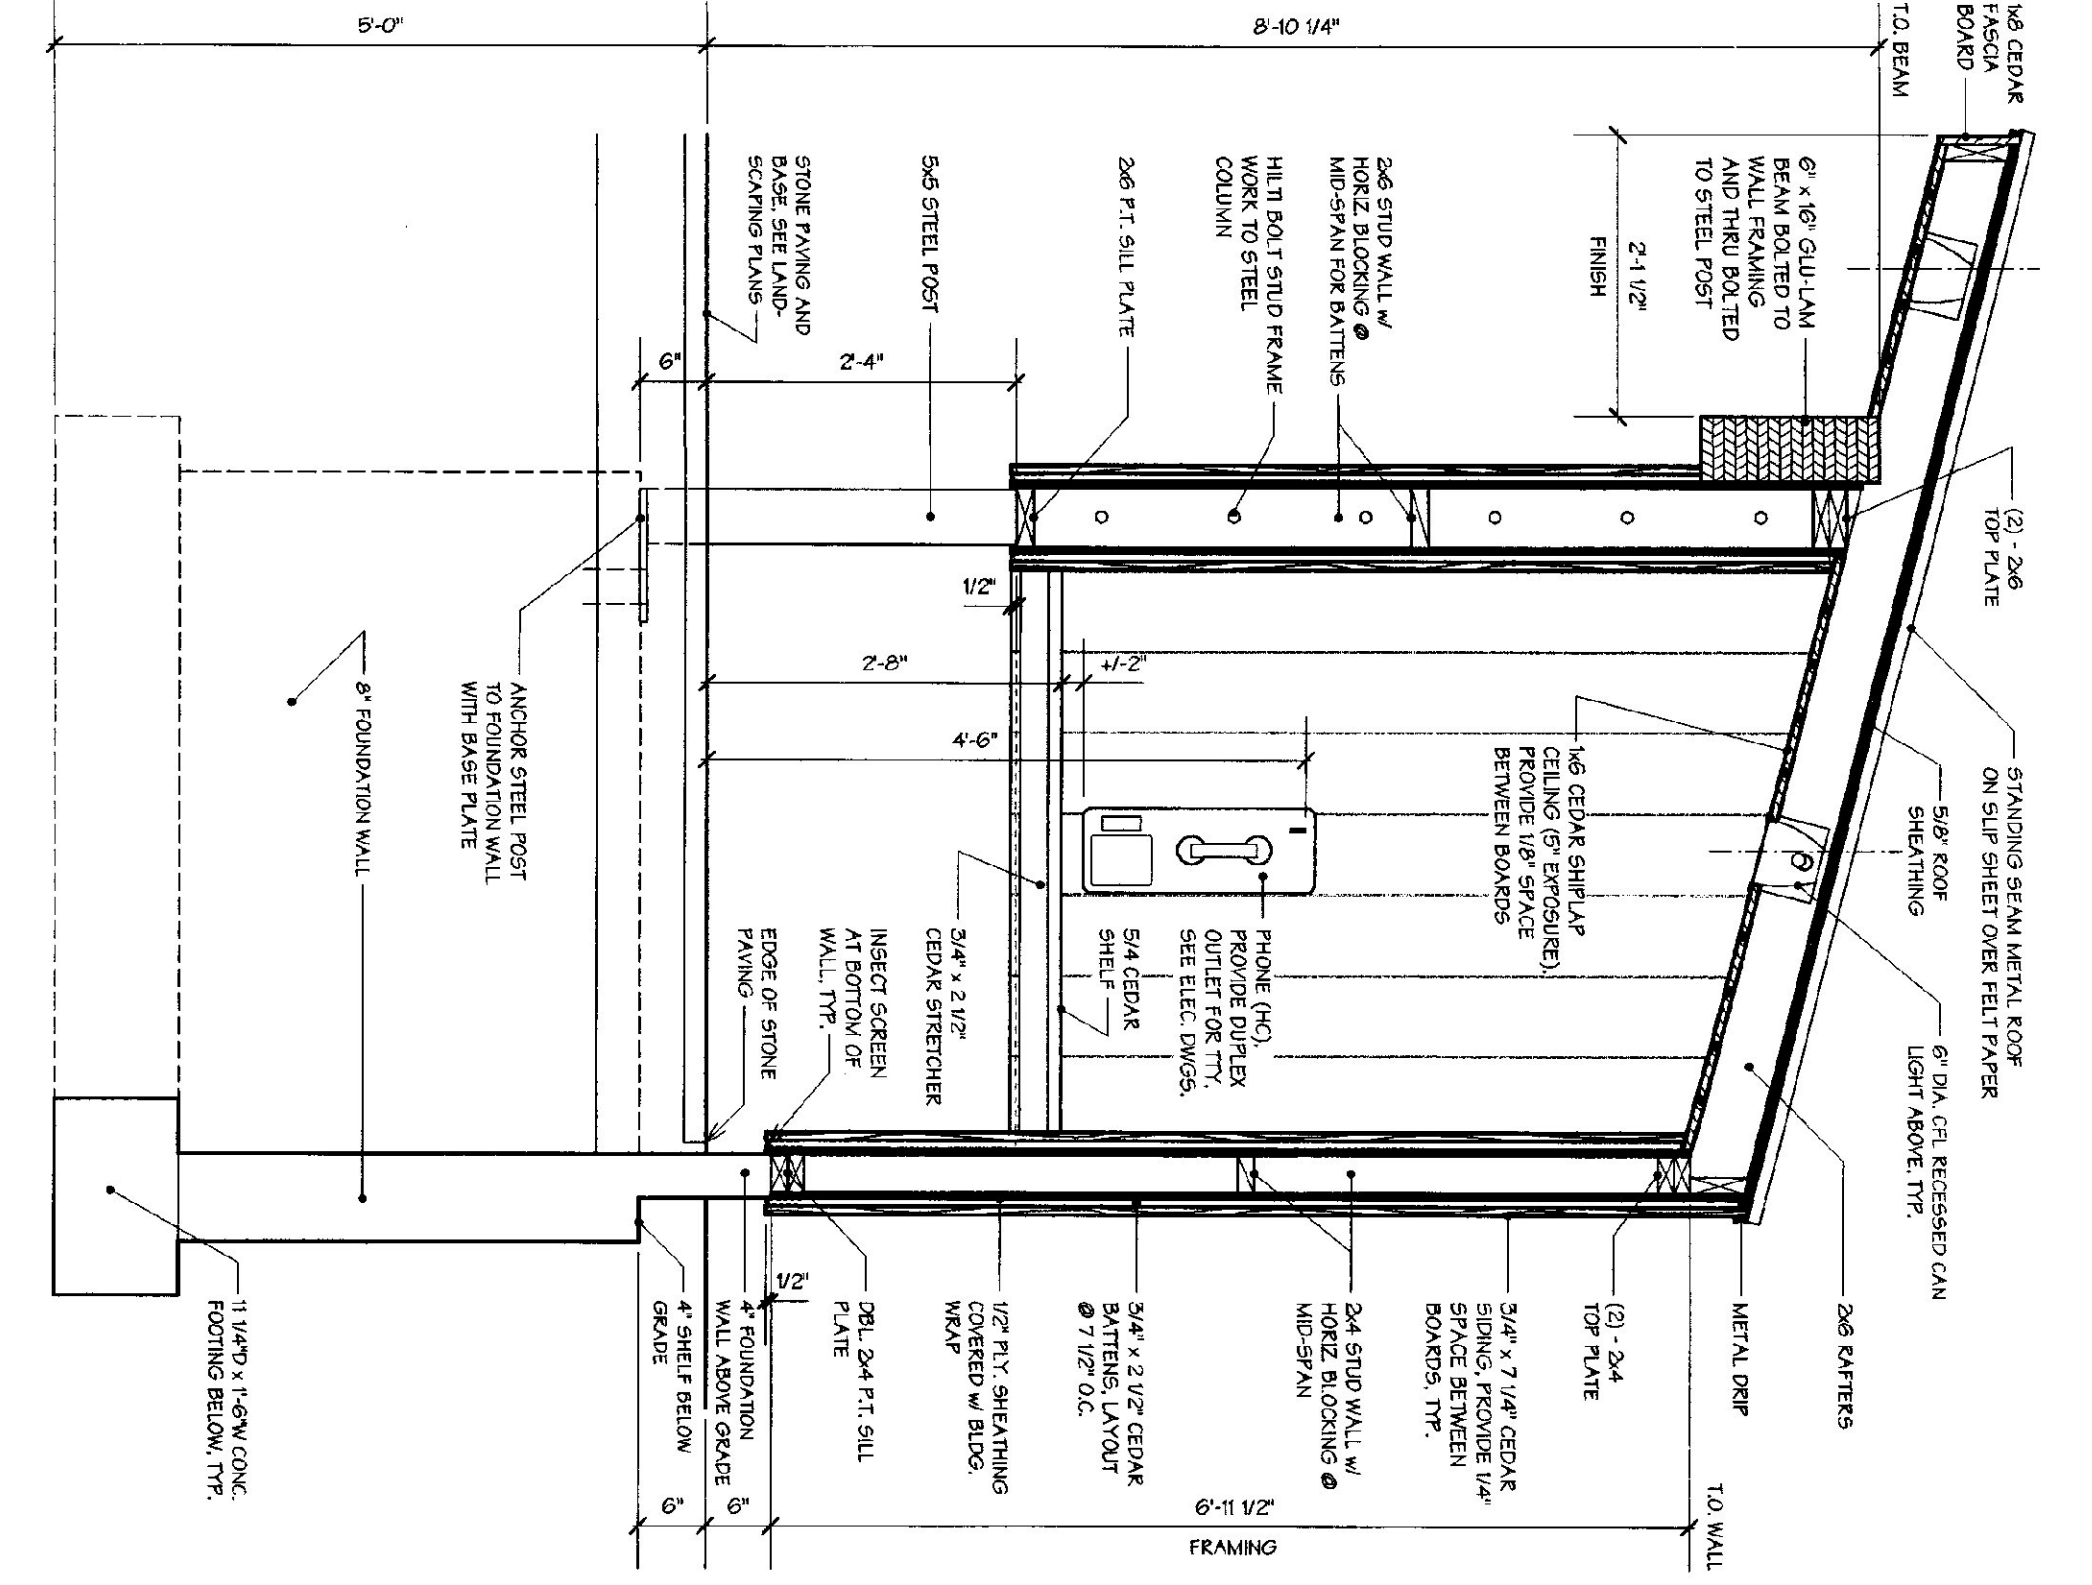 1x8 CEDAR
FASCIA
BOARD
T.O. BEAM
8'-10 1/4"
5'-0"
6" x 16" GLU-LAM
BEAM BOLTED TO
WALL FRAMING
AND THRU BOLTED
TO STEEL POST
2'-1 1/2"
FINISH
2x6 STUD WALL w/
HORIZ. BLOCKING @
MID-SPAN FOR BATTENS
HILTI BOLT STUD FRAME
WORK TO STEEL
COLUMN
2x6 P.T. SILL PLATE
5x5 STEEL POST
STONE PAVING AND
BASE, SEE LAND-
SCAPING PLANS
2'-4"
6"
(2) - 2x6
TOP PLATE
STANDING SEAM METAL ROOF
ON SLIP SHEET OVER FELT PAPER
5/8" ROOF
SHEATHING
6" DIA. CFL RECESSED CAN
LIGHT ABOVE, TYP.
1x6 CEDAR SHIPLAP
CEILING (5" EXPOSURE),
PROVIDE 1/8" SPACE
BETWEEN BOARDS
1/2"
2'-8"
+/-2"
4'-6"
PHONE (HC),
PROVIDE DUPLEX
OUTLET FOR TTY.
SEE ELEC. DWGS.
5/4 CEDAR
SHELF
3/4" x 2 1/2"
CEDAR STRETCHER
INSECT SCREEN
AT BOTTOM OF
WALL, TYP.
EDGE OF STONE
PAVING
ANCHOR STEEL POST
TO FOUNDATION WALL
WITH BASE PLATE
8" FOUNDATION WALL
2x6 RAFTERS
METAL DRIP
(2) - 2x4
TOP PLATE
3/4" x 7 1/4" CEDAR
SIDING, PROVIDE 1/4"
SPACE BETWEEN
BOARDS, TYP.
2x4 STUD WALL w/
HORIZ. BLOCKING @
MID-SPAN
3/4" x 2 1/2" CEDAR
BATTENS, LAYOUT
@ 7 1/2" O.C.
1/2" PLY. SHEATHING
COVERED w/ BLDG.
WRAP
DBL. 2x4 P.T. SILL
PLATE
1/2"
4" FOUNDATION
WALL ABOVE GRADE
4" SHELF BELOW
GRADE
11 1/4"D x 1'-6"W CONC.
FOOTING BELOW, TYP.
T.O. WALL
6'-11 1/2"
FRAMING
6"
6"